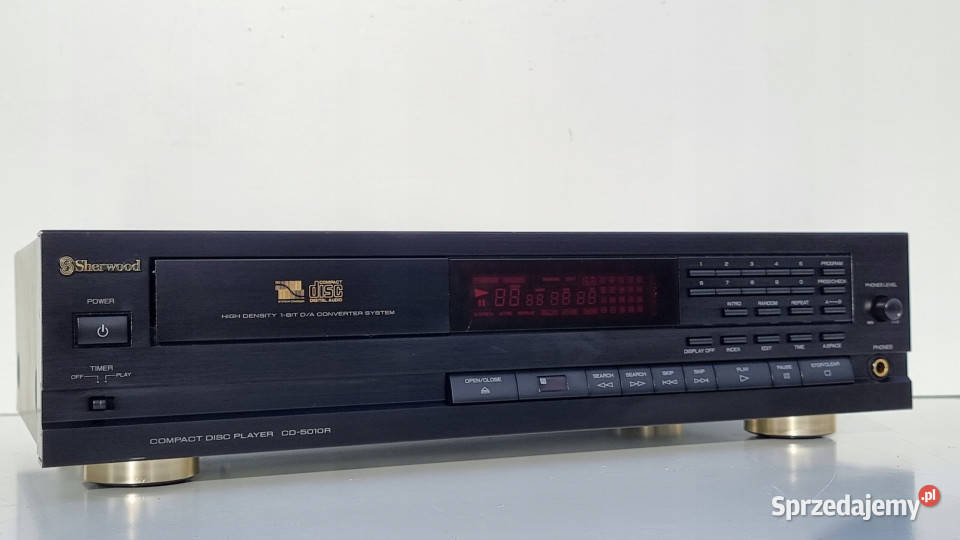 Sherwood
POWER
TIMER
OFF PLAY
COMPACT
disc
DIGITAL AUDIO
HIGH DENSITY 1-BIT D/A CONVERTER SYSTEM
1 2 3 4 5 PROGRAM
6 7 8 9 0
INTRO RANDOM REPEAT A B
DISPLAY OFF INDEX EDIT TIME A.SPACE
PHONES LEVEL
PHONES
OPEN/CLOSE
SEARCH SEARCH SKIP SKIP PLAY PAUSE STOP/CLEAR
COMPACT DISC PLAYER CD-5010R
Sprzedajemy.pl